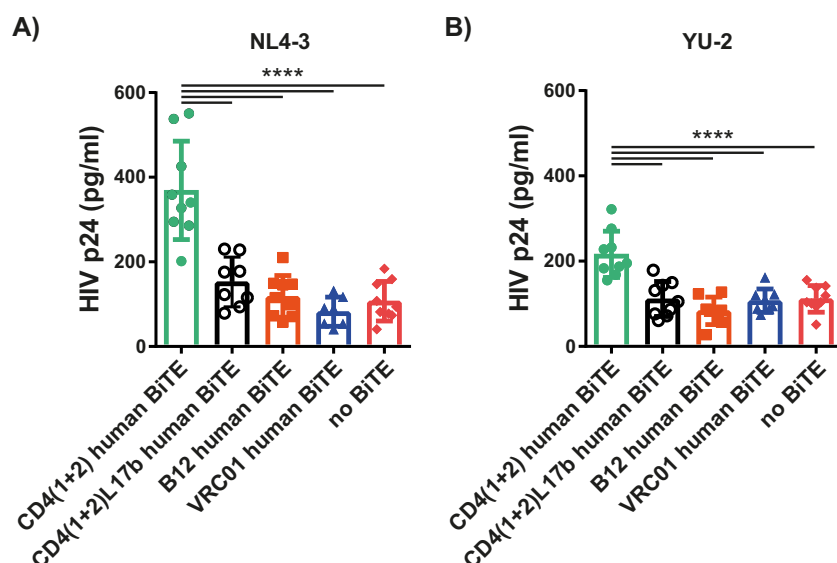 A)
NL4-3
****
HIV p24 (pg/ml)
600
400
200
0
CD4(1+2) human BiTE
CD4(1+2)L17b human BiTE
B12 human BiTE
VRC01 human BiTE
no BiTE
B)
YU-2
****
HIV p24 (pg/ml)
600
400
200
0
CD4(1+2) human BiTE
CD4(1+2)L17b human BiTE
B12 human BiTE
VRC01 human BiTE
no BiTE